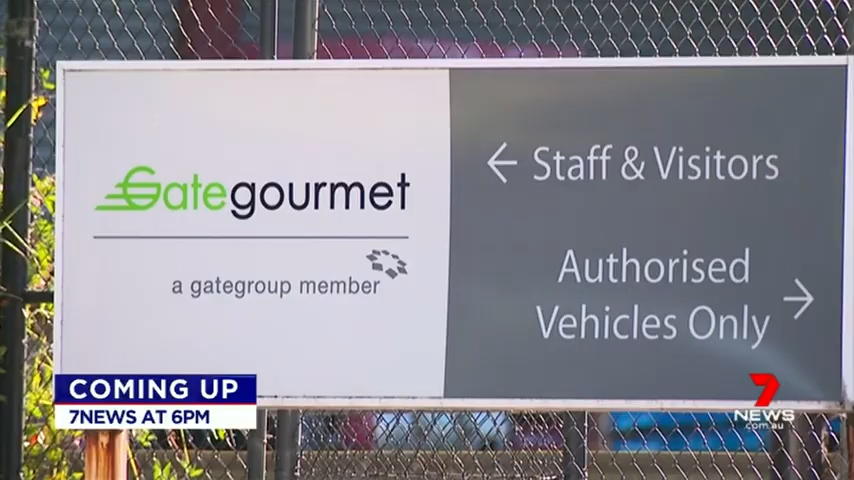 Gategourmet
a gategroup member
← Staff & Visitors
Authorised
Vehicles Only →
COMING UP
7NEWS AT 6PM
7
NEWS
com.au